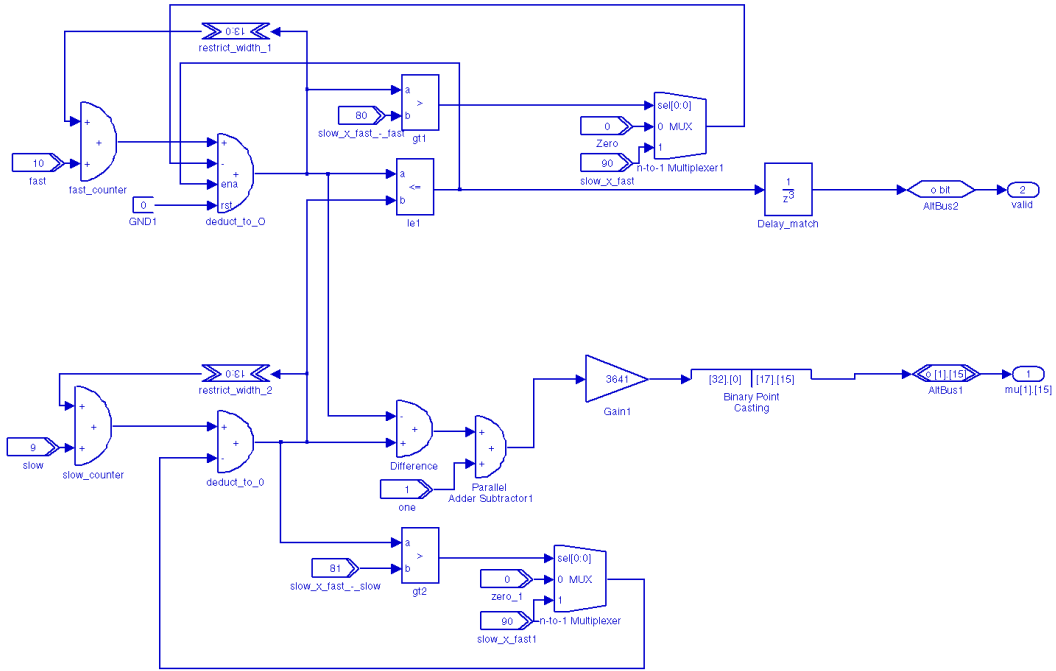 13:0
restrict_width_1
+
+
+
10
fast
fast_counter
+
-
ena
rst
+
0
GND1
deduct_to_O
a
b
>
80
slow_x_fast_-_fast
gt1
sel[0:0]
0 MUX
1
0
Zero
90
slow_x_fast
n-to-1 Multiplexer1
a
b
<=
le1
1
z3
Delay_match
o bit
AltBus2
2
valid
13:0
restrict_width_2
+
+
+
9
slow
slow_counter
+
-
+
deduct_to_0
-
+
+
Difference
1
one
+
+
+
Parallel
Adder Subtractor1
3641
Gain1
[32].[0] [17].[15]
Binary Point
Casting
o [1].[15
AltBus1
1
mu[1].[15]
a
b
>
81
slow_x_fast_-_slow
gt2
sel[0:0]
0 MUX
1
0
zero_1
90
slow_x_fast1
n-to-1 Multiplexer